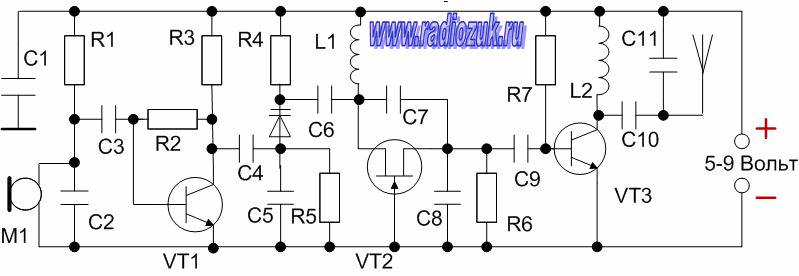 www.radiozuk.ru
R1
R3
R4
L1
C11
C1
L2
C7
R7
C6
R2
C3
C10
+
C4
5-9 Вольт
C9
C2
C5
R5
C8
R6
VT3
–
M1
VT1
VT2